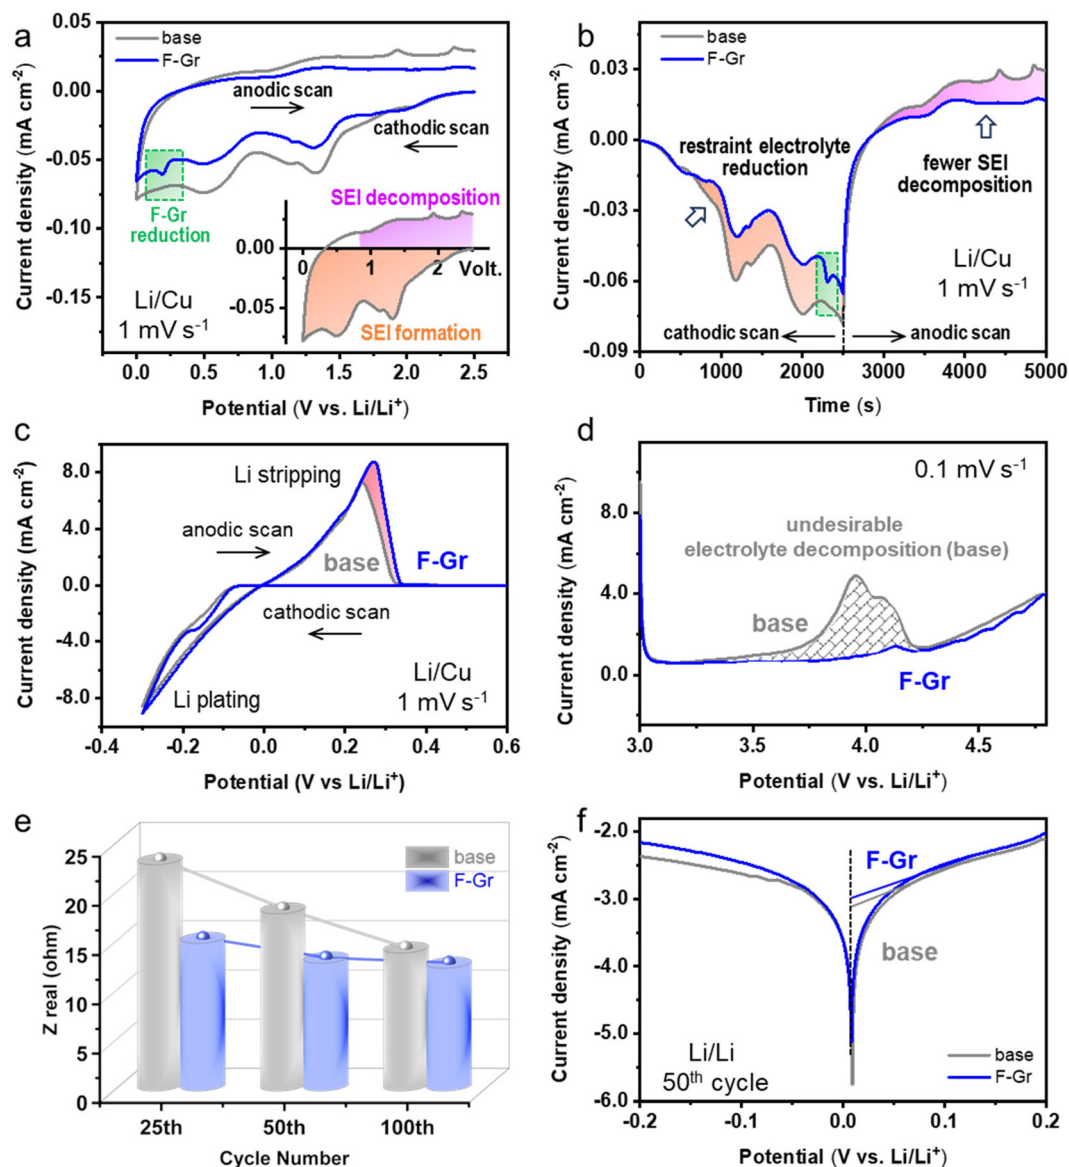 a
base
F-Gr
anodic scan
cathodic scan
F-Gr
reduction
SEI decomposition
0.00
0
1
2
Volt.
-0.05
SEI formation
Li/Cu
1 mV s⁻¹
0.05
0.00
-0.05
-0.10
-0.15
0.0
0.5
1.0
1.5
2.0
2.5
Current density (mA cm⁻²)
Potential (V vs. Li/Li⁺)
b
base
F-Gr
restraint electrolyte
reduction
fewer SEI
decomposition
Li/Cu
1 mV s⁻¹
cathodic scan
anodic scan
0.03
0.00
-0.03
-0.06
-0.09
0
1000
2000
3000
4000
5000
Current density (mA cm⁻²)
Time (s)
c
Li stripping
anodic scan
base
F-Gr
cathodic scan
Li plating
Li/Cu
1 mV s⁻¹
8.0
4.0
0.0
-4.0
-8.0
-0.4
-0.2
0.0
0.2
0.4
0.6
Current density (mA cm⁻²)
Potential (V vs Li/Li⁺)
d
0.1 mV s⁻¹
undesirable
electrolyte decomposition (base)
base
F-Gr
8.0
4.0
0.0
3.0
3.5
4.0
4.5
Current density (mA cm⁻²)
Potential (V vs. Li/Li⁺)
e
base
F-Gr
25
20
15
10
5
0
25th
50th
100th
Z real (ohm)
Cycle Number
f
F-Gr
base
Li/Li
50ᵗʰ cycle
base
F-Gr
-2.0
-3.0
-4.0
-5.0
-6.0
-0.2
-0.1
0.0
0.1
0.2
Current density (mA cm⁻²)
Potential (V vs. Li/Li⁺)